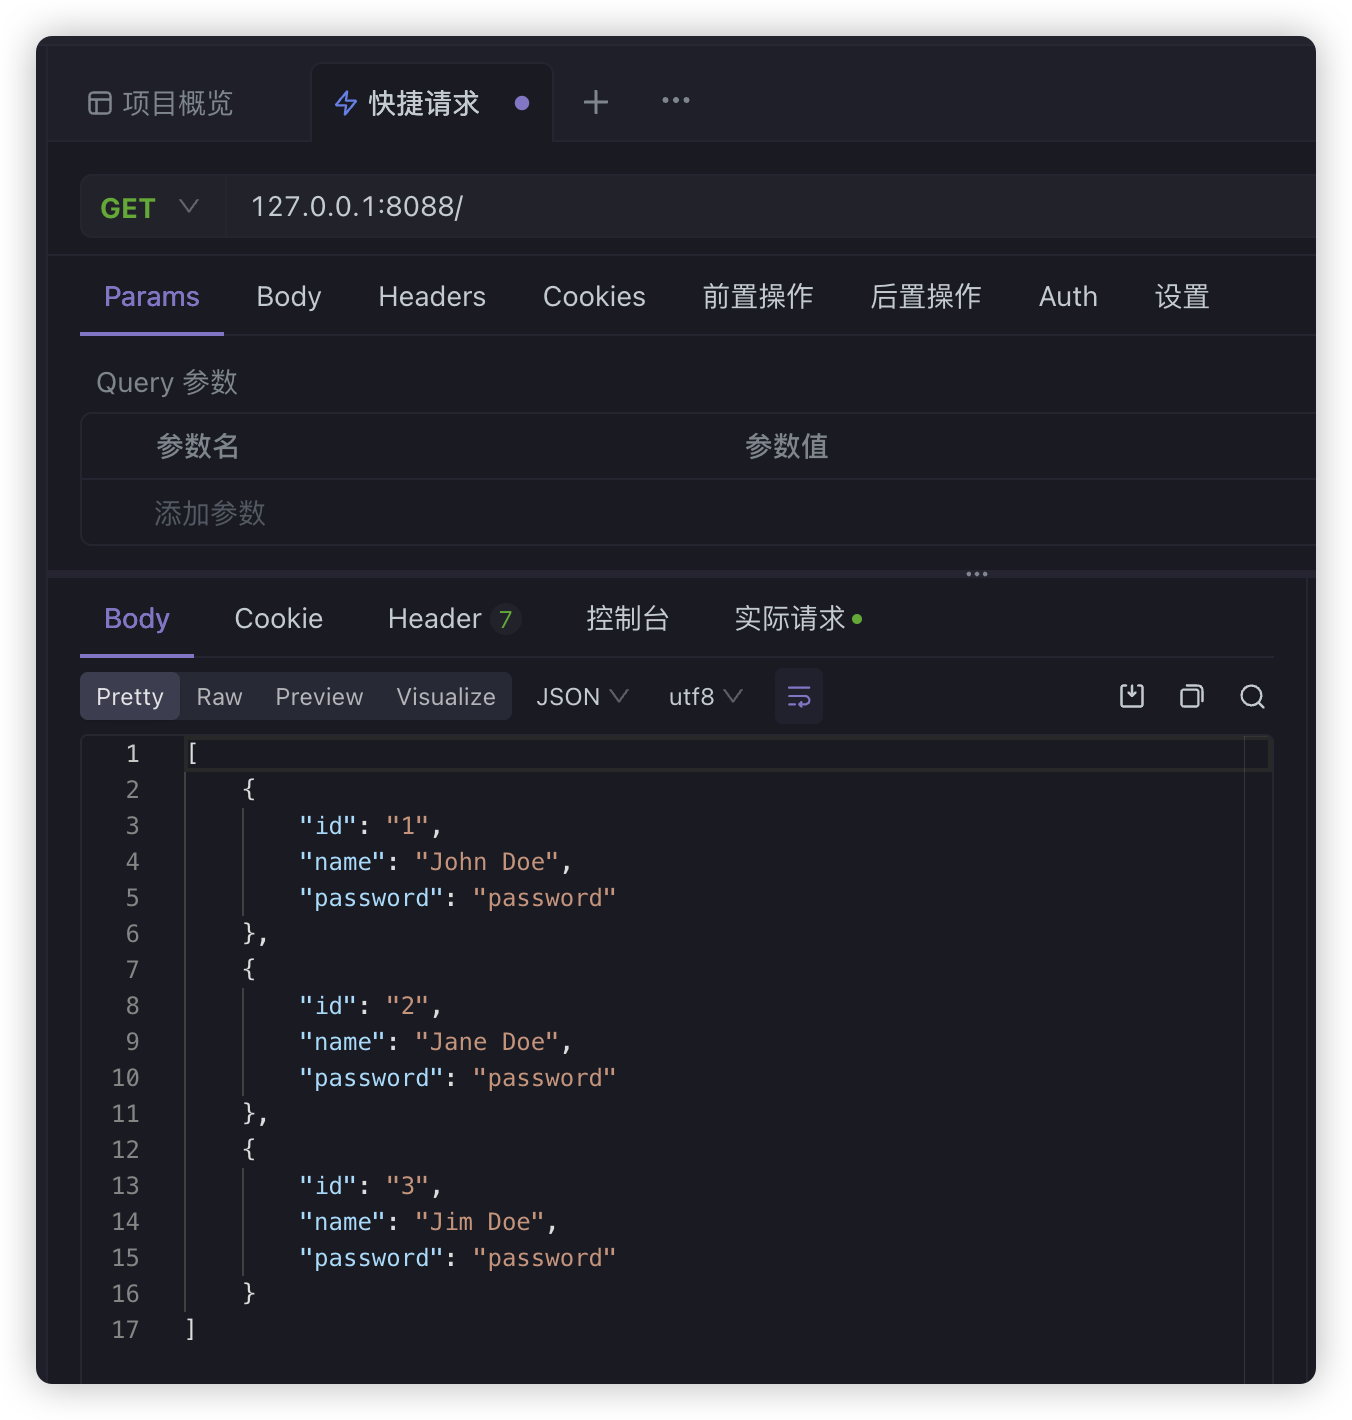 项目概览 快捷请求
GET 127.0.0.1:8088/
Params Body Headers Cookies 前置操作 后置操作 Auth 设置
Query 参数
参数名 参数值
添加参数
Body Cookie Header 7 控制台 实际请求
Pretty Raw Preview Visualize JSON utf8
1 [
2 {
3 "id": "1",
4 "name": "John Doe",
5 "password": "password"
6 },
7 {
8 "id": "2",
9 "name": "Jane Doe",
10 "password": "password"
11 },
12 {
13 "id": "3",
14 "name": "Jim Doe",
15 "password": "password"
16 }
17 ]